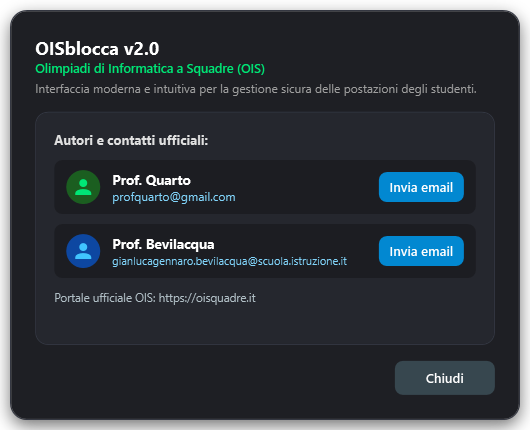 OISblocca v2.0
Olimpiadi di Informatica a Squadre (OIS)
Interfaccia moderna e intuitiva per la gestione sicura delle postazioni degli studenti.
Autori e contatti ufficiali:
Prof. Quarto
profquarto@gmail.com
Invia email
Prof. Bevilacqua
gianlucagennaro.bevilacqua@scuola.istruzione.it
Invia email
Portale ufficiale OIS: https://oisquadre.it
Chiudi